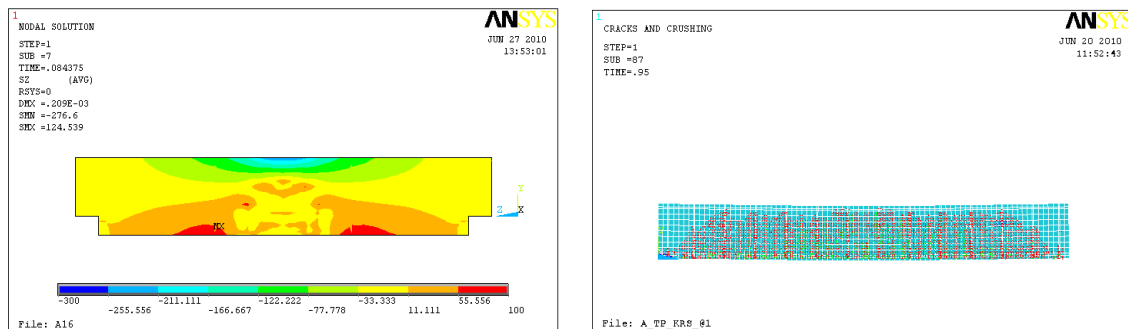 1
ANSYS
NODAL SOLUTION
JUN 27 2010
13:53:01
STEP=1
SUB =7
TIME=.084375
SZ (AVG)
RSYS=0
DMX =.209E-03
SMN =-276.6
SMX =124.539
Y
Z X
MX
-300 -211.111 -122.222 -33.333 55.556
-255.556 -166.667 -77.778 11.111 100
File: A16
1
ANSYS
CRACKS AND CRUSHING
JUN 20 2010
11:52:43
STEP=1
SUB =87
TIME=.95
File: A_TP_KRS_@1